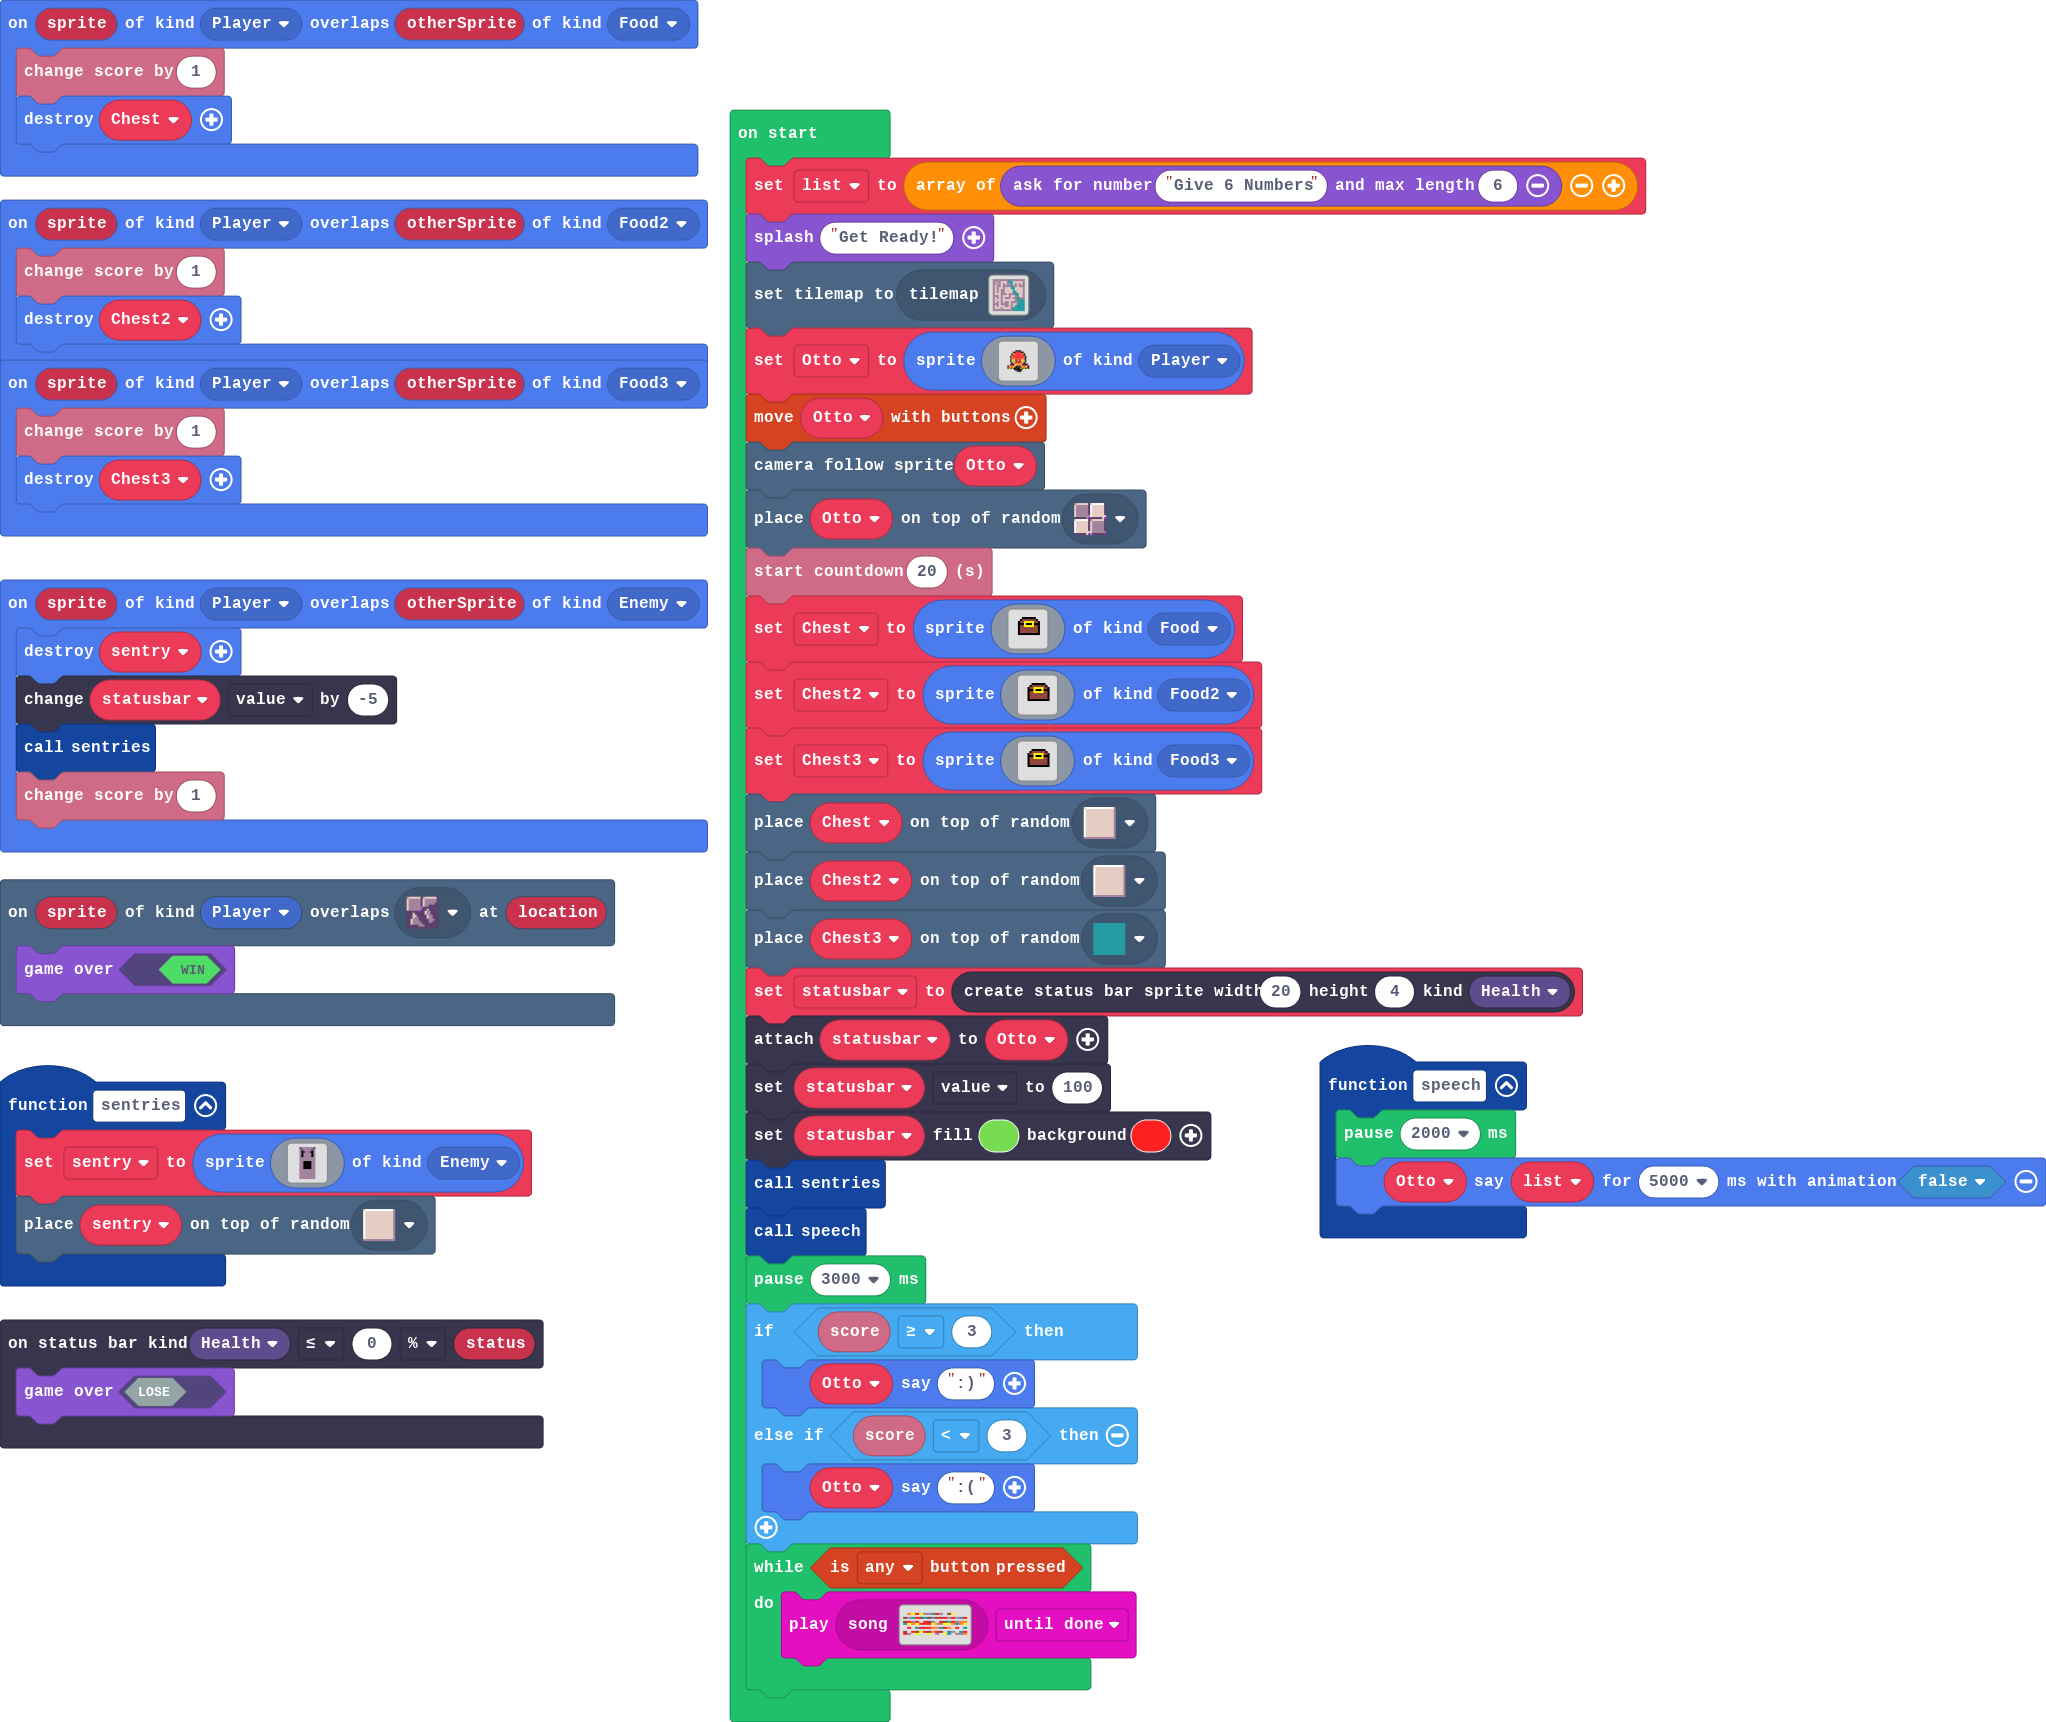 on sprite of kind Player overlaps otherSprite of kind Food
change score by 1
destroy Chest
on sprite of kind Player overlaps otherSprite of kind Food2
change score by 1
destroy Chest2
on sprite of kind Player overlaps otherSprite of kind Food3
change score by 1
destroy Chest3
on sprite of kind Player overlaps otherSprite of kind Enemy
destroy sentry
change statusbar value by -5
call sentries
change score by 1
on sprite of kind Player overlaps at location
game over WIN
function sentries
set sentry to sprite of kind Enemy
place sentry on top of random
on status bar kind Health ≤ 0 % status
game over LOSE
on start
set list to array of ask for number "Give 6 Numbers" and max length 6
splash "Get Ready!"
set tilemap to tilemap
set Otto to sprite of kind Player
move Otto with buttons
camera follow sprite Otto
place Otto on top of random
start countdown 20 (s)
set Chest to sprite of kind Food
set Chest2 to sprite of kind Food2
set Chest3 to sprite of kind Food3
place Chest on top of random
place Chest2 on top of random
place Chest3 on top of random
set statusbar to create status bar sprite width 20 height 4 kind Health
attach statusbar to Otto
set statusbar value to 100
set statusbar fill background
call sentries
call speech
pause 3000 ms
if score ≥ 3 then
Otto say ":)"
else if score < 3 then
Otto say ":("
while is any button pressed
do
play song until done
function speech
pause 2000 ms
Otto say list for 5000 ms with animation false